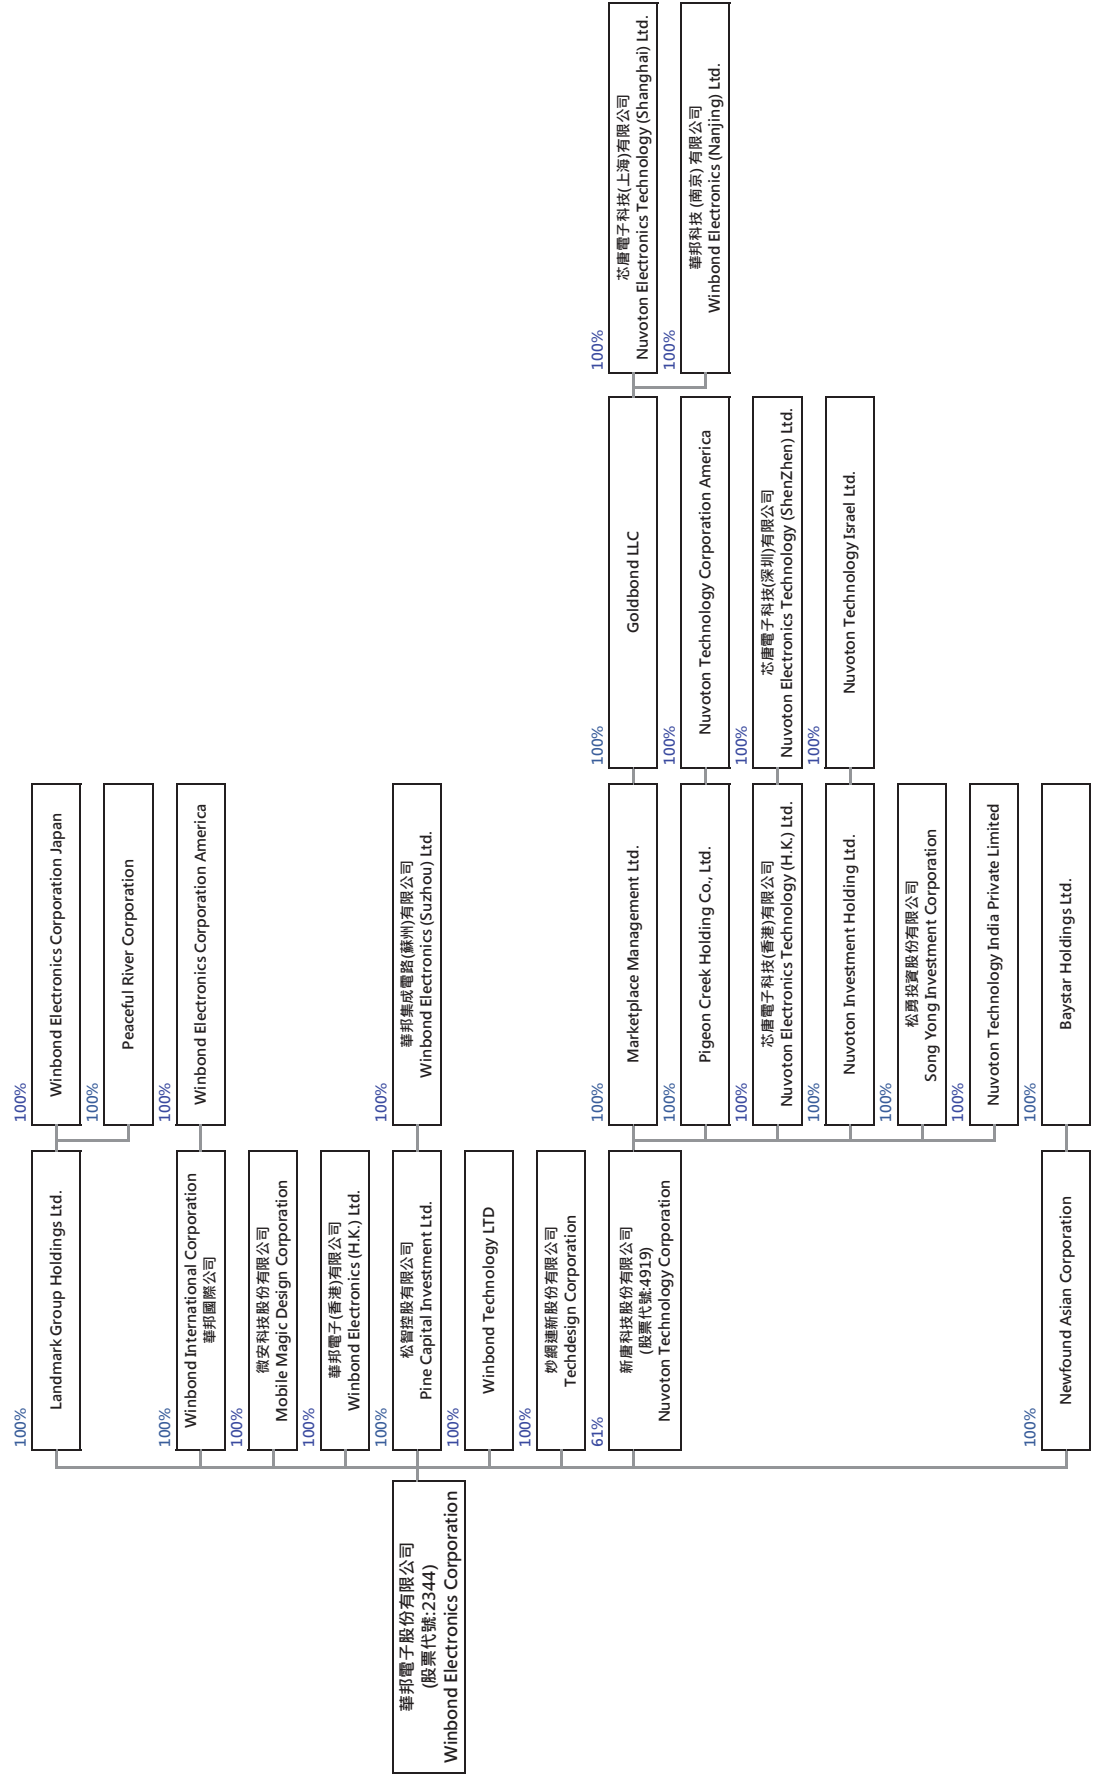 華邦電子股份有限公司
(股票代號:2344)
Winbond Electronics Corporation
100%
Landmark Group Holdings Ltd.
100%
Winbond Electronics Corporation Japan
100%
Peaceful River Corporation
100%
Winbond International Corporation
華邦國際公司
100%
Winbond Electronics Corporation America
100%
微安科技股份有限公司
Mobile Magic Design Corporation
100%
華邦電子(香港)有限公司
Winbond Electronics (H.K.) Ltd.
100%
松智控股有限公司
Pine Capital Investment Ltd.
100%
華邦集成電路(蘇州)有限公司
Winbond Electronics (Suzhou) Ltd.
100%
Winbond Technology LTD
100%
妙網連新股份有限公司
Techdesign Corporation
61%
新唐科技股份有限公司
(股票代號:4919)
Nuvoton Technology Corporation
100%
Marketplace Management Ltd.
100%
Goldbond LLC
100%
芯唐電子科技(上海)有限公司
Nuvoton Electronics Technology (Shanghai) Ltd.
100%
華邦科技 (南京) 有限公司
Winbond Electronics (Nanjing) Ltd.
100%
Pigeon Creek Holding Co., Ltd.
100%
Nuvoton Technology Corporation America
100%
芯唐電子科技(香港)有限公司
Nuvoton Electronics Technology (H.K.) Ltd.
100%
芯唐電子科技(深圳)有限公司
Nuvoton Electronics Technology (ShenZhen) Ltd.
100%
Nuvoton Investment Holding Ltd.
100%
Nuvoton Technology Israel Ltd.
100%
松勇投資股份有限公司
Song Yong Investment Corporation
100%
Nuvoton Technology India Private Limited
100%
Newfound Asian Corporation
100%
Baystar Holdings Ltd.